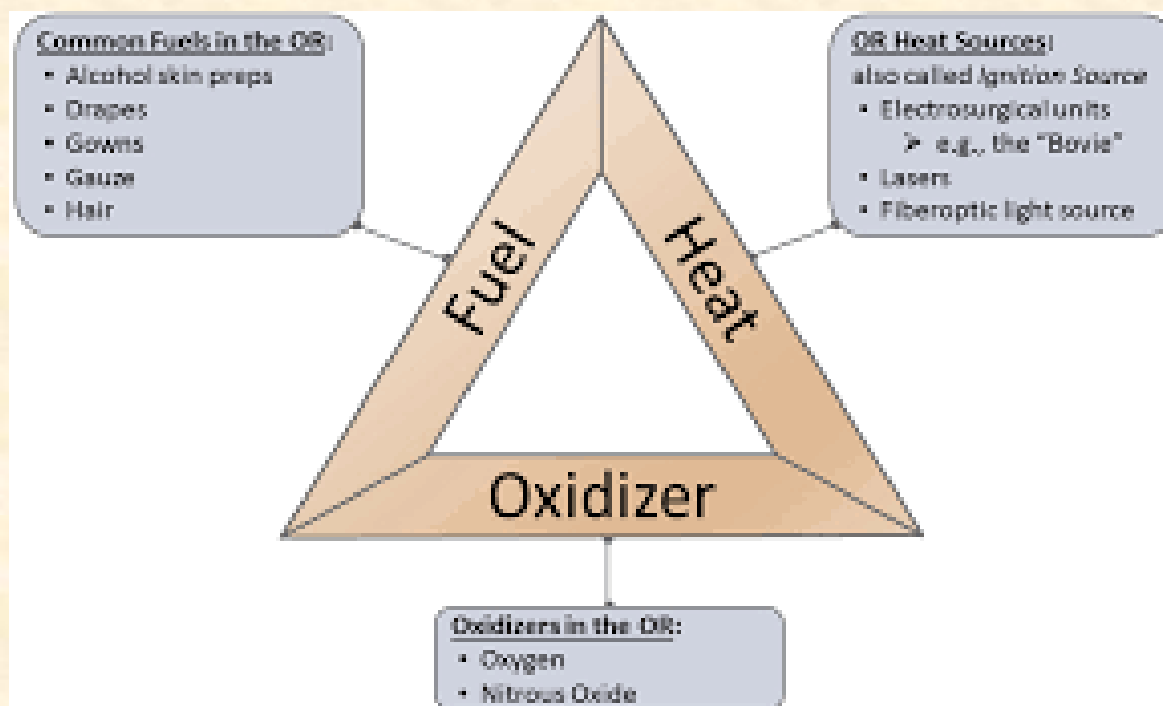 Common Fuels in the OR:
• Alcohol skin preps
• Drapes
• Gowns
• Gauze
• Hair
OR Heat Sources:
also called Ignition Source
• Electrosurgical units
➢ e.g., the "Bovie"
• Lasers
• Fiberoptic light source
Fuel
Heat
Oxidizer
Oxidizers in the OR:
• Oxygen
• Nitrous Oxide